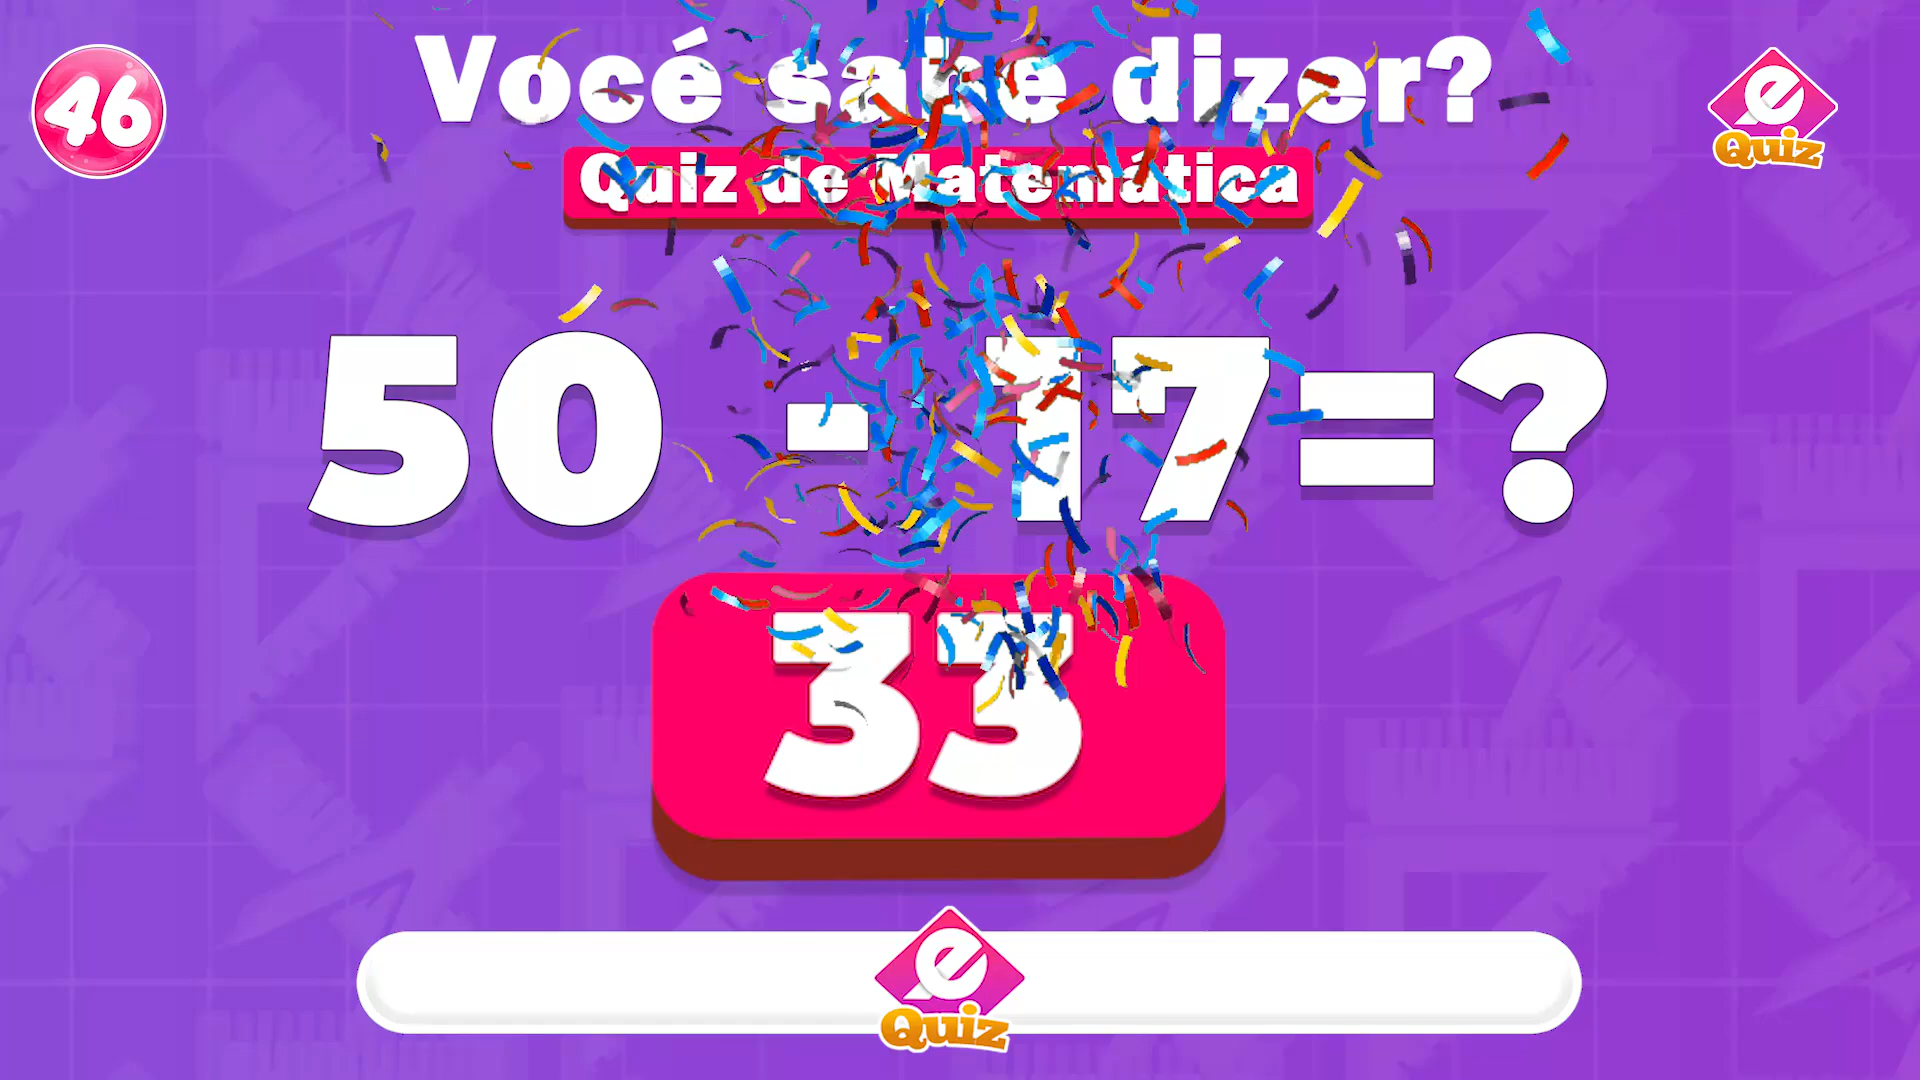 46
Você sabe dizer?
e
Quiz
Quiz de Matemática
50 - 17=?
33
e
Quiz